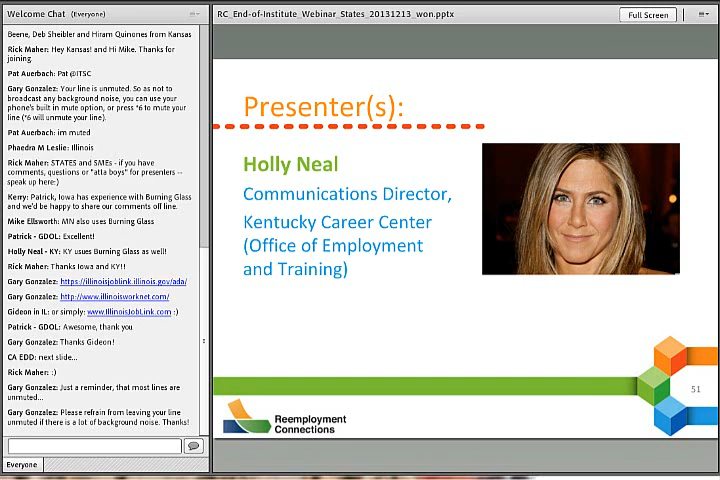 Welcome Chat (Everyone)
Beene, Deb Sheibler and Hiram Quinones from Kansas
Rick Maher: Hey Kansas! and Hi Mike. Thanks for
joining.
Pat Auerbach: Pat @ITSC
Gary Gonzalez: Your line is unmuted. So as not to
broadcast any background noise, you can use your
phone's built in mute option, or press *6 to mute your
line (*6 will unmute your line).
Pat Auerbach: im muted
Phaedra M Leslie: Illinois
Rick Maher: STATES and SMEs - if you have
comments, questions or "atta boys" for presenters --
speak up here:)
Kerry: Patrick, Iowa has experience with Burning Glass
and we'd be happy to share our comments off line.
Mike Ellsworth: MN also uses Burning Glass
Patrick - GDOL: Excellent!
Holly Neal - KY: KY usues Burning Glass as well!
Rick Maher: Thanks Iowa and KY!!
Gary Gonzalez: https://illinoisjoblink.illinois.gov/ada/
Gary Gonzalez: http://www.illinoisworknet.com/
Gideon in IL: or simply: www.IllinoisJobLink.com :)
Patrick - GDOL: Awesome, thank you
Gary Gonzalez: Thanks Gideon!
CA EDD: next slide...
Rick Maher: :)
Gary Gonzalez: Just a reminder, that most lines are
unmuted...
Gary Gonzalez: Please refrain from leaving your line
unmuted if there is a lot of background noise. Thanks!
Everyone
RC_End-of-Institute_Webinar_States_20131213_won.pptx
Full Screen
Presenter(s):
Holly Neal
Communications Director,
Kentucky Career Center
(Office of Employment
and Training)
51
Reemployment
Connections